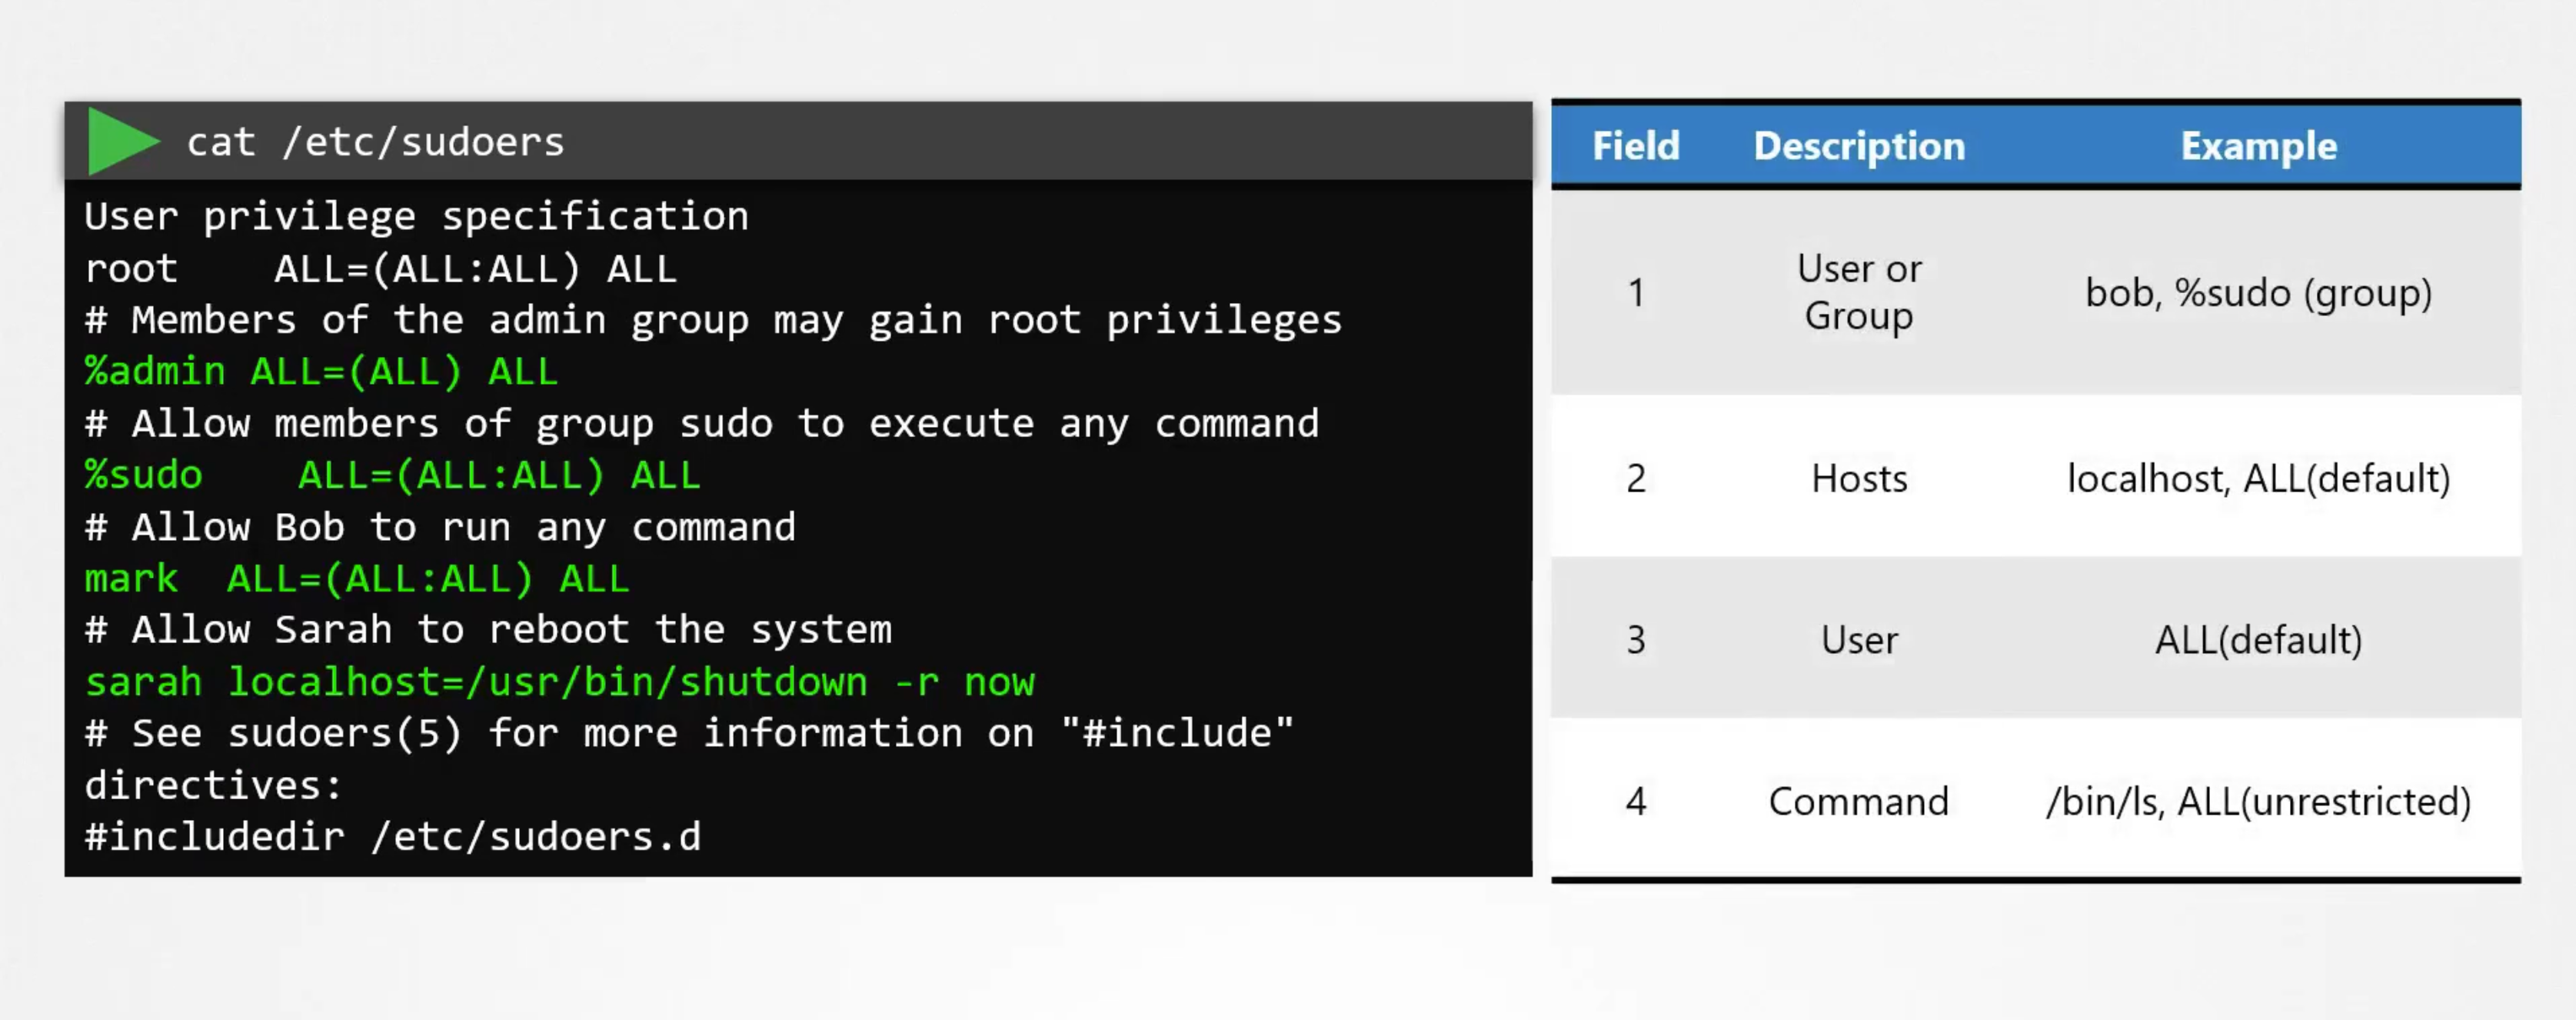 cat /etc/sudoers
User privilege specification
root    ALL=(ALL:ALL) ALL
# Members of the admin group may gain root privileges
%admin ALL=(ALL) ALL
# Allow members of group sudo to execute any command
%sudo    ALL=(ALL:ALL) ALL
# Allow Bob to run any command
mark  ALL=(ALL:ALL) ALL
# Allow Sarah to reboot the system
sarah localhost=/usr/bin/shutdown -r now
# See sudoers(5) for more information on "#include"
directives:
#includedir /etc/sudoers.d
Field Description Example
1 User or Group bob, %sudo (group)
2 Hosts localhost, ALL(default)
3 User ALL(default)
4 Command /bin/ls, ALL(unrestricted)